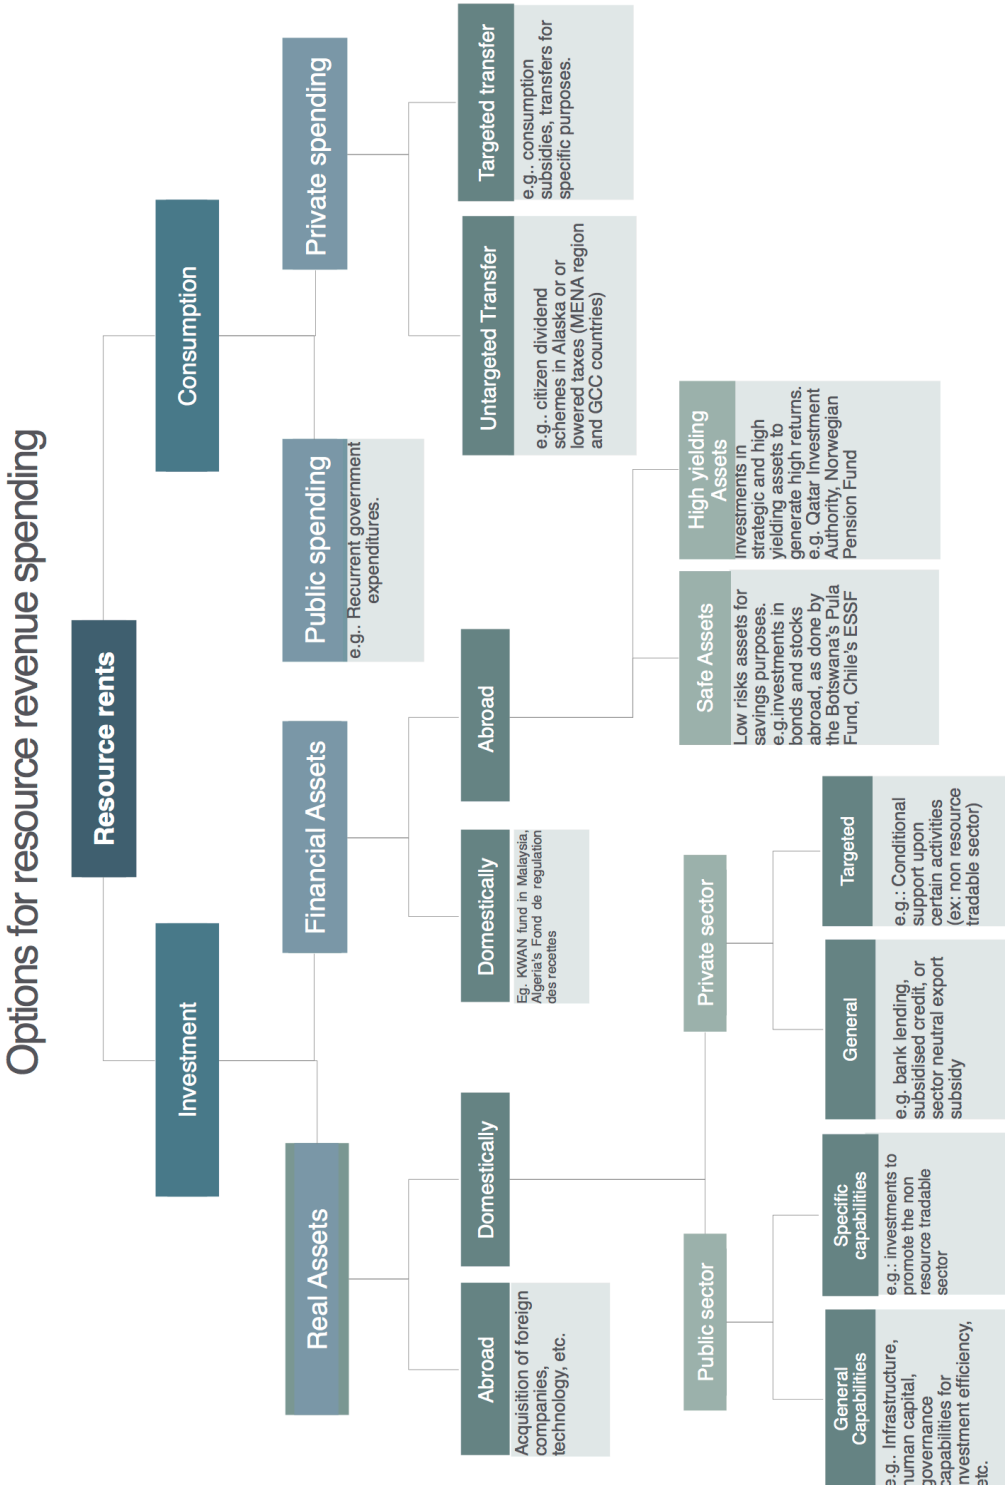 Options for resource revenue spending
Resource rents
Investment
Consumption
Real Assets
Financial Assets
Public spending
e.g.. Recurrent government
expenditures.
Private spending
Abroad
Acquisition of foreign
companies,
technology, etc.
Domestically
Domestically
Eg. KWAN fund in Malaysia,
Algeria's Fond de regulation
des recettes
Abroad
Untargeted Transfer
e.g.. citizen dividend
schemes in Alaska or or
lowered taxes (MENA region
and GCC countries)
Targeted transfer
e.g.. consumption
subsidies, transfers for
specific purposes.
Public sector
Private sector
Safe Assets
Low risks assets for
savings purposes.
e.g.investments in
bonds and stocks
abroad, as done by
the Botswana's Pula
Fund, Chile's ESSF
High yielding
Assets
Investments in
strategic and high
yielding assets to
generate high returns.
e.g. Qatar Investment
Authority, Norwegian
Pension Fund
General
Capabilities
e.g.. Infrastructure,
human capital,
governance
capabilities for
investment efficiency,
etc.
Specific
capabilities
e.g.: investments to
promote the non
resource tradable
sector
General
e.g. bank lending,
subsidised credit, or
sector neutral export
subsidy
Targeted
e.g.: Conditional
support upon
certain activities
(ex: non resource
tradable sector)